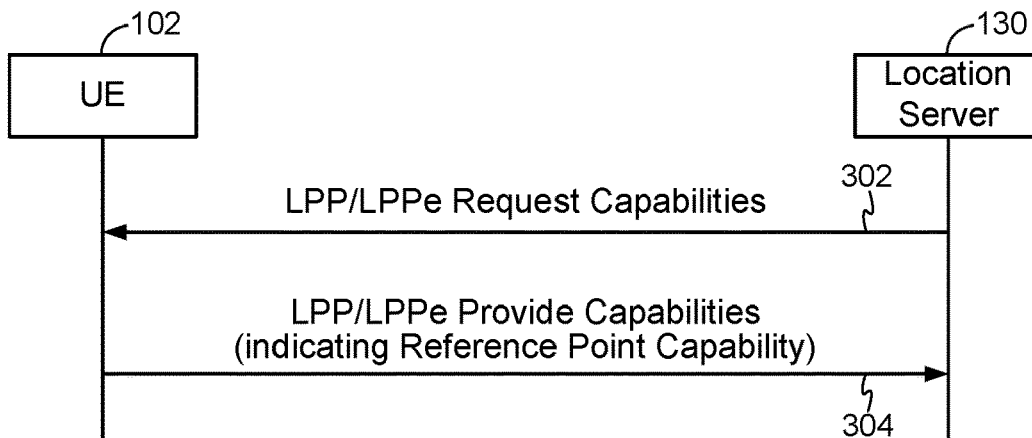 102
130
UE
Location
Server
302
LPP/LPPe Request Capabilities
LPP/LPPe Provide Capabilities
(indicating Reference Point Capability)
304